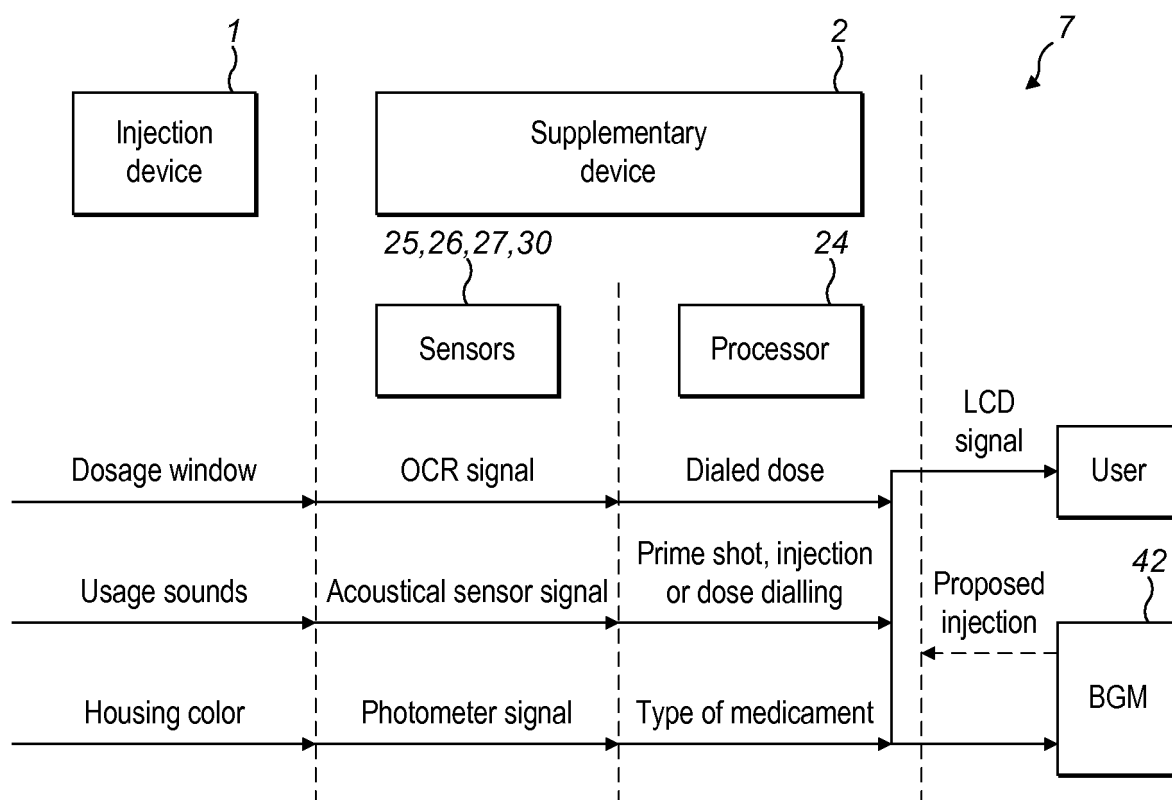 1
2
7
Injection
device
Supplementary
device
25,26,27,30
24
Sensors
Processor
LCD
signal
Dosage window
OCR signal
Dialed dose
User
Usage sounds
Acoustical sensor signal
Prime shot, injection
or dose dialling
Proposed
injection
42
BGM
Housing color
Photometer signal
Type of medicament